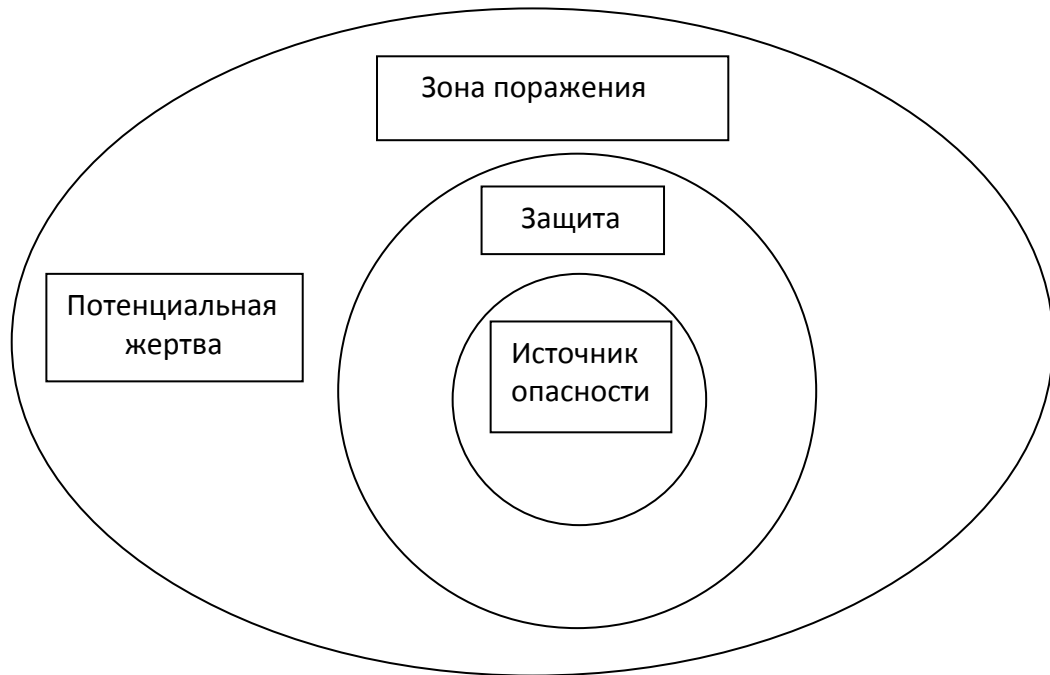 Зона поражения
Защита
Потенциальная
жертва
Источник
опасности